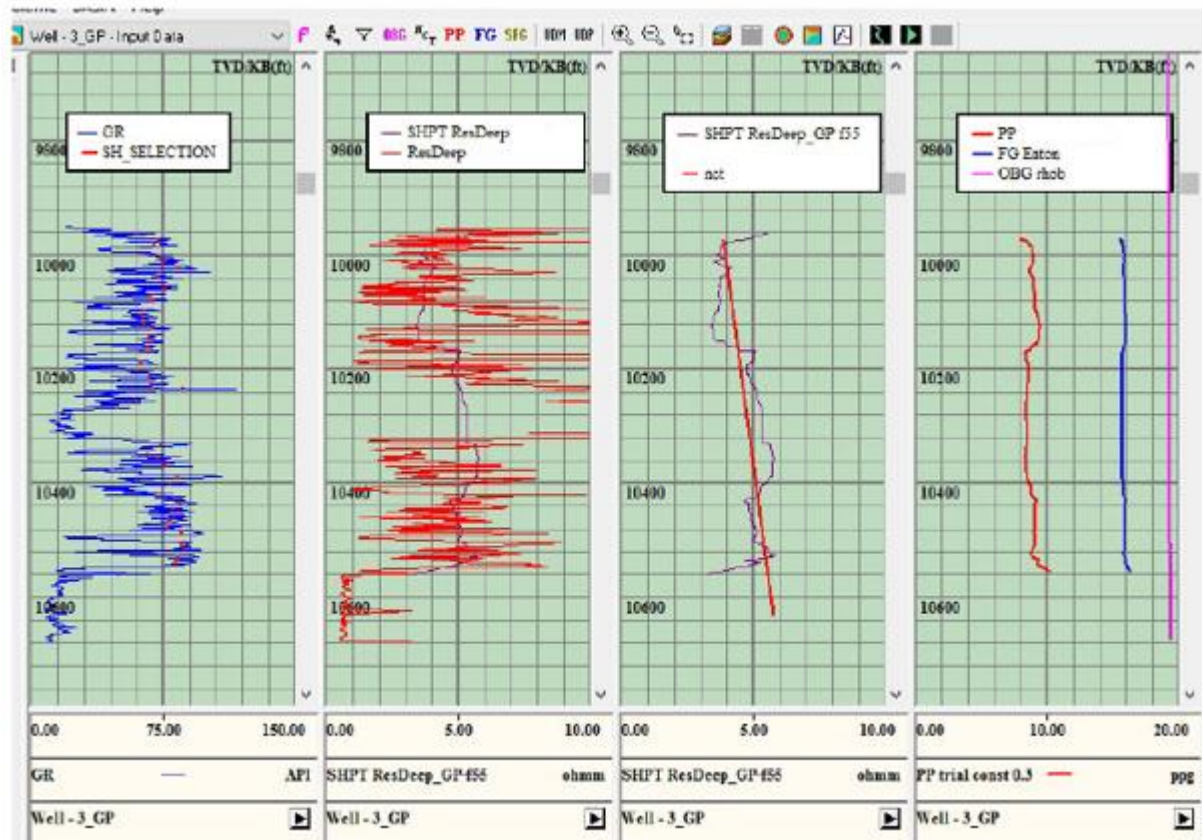 Well - 3_GP - Input Data
OBG NCT PP FG SFG UDM UDP
TVD/KB(ft)
GR
SH_SELECTION
9800
10000
10200
10400
10600
0.00 75.00 150.00
GR API
Well - 3_GP
SHPT ResDeep
ResDeep
9800
10000
10200
10400
10600
0.00 5.00 10.00
SHPT ResDeep_GP-f55 ohmm
Well - 3_GP
TVD/KB(ft)
SHPT ResDeep_GP f55
nct
9800
10000
10200
10400
10600
0.00 5.00 10.00
SHPT ResDeep_GP-f55 ohmm
Well - 3_GP
TVD/KB(ft)
PP
FG Eaton
OBG rhob
9800
10000
10200
10400
10600
10.00 20.00
PP trial const 0.3 ppg
Well - 3_GP